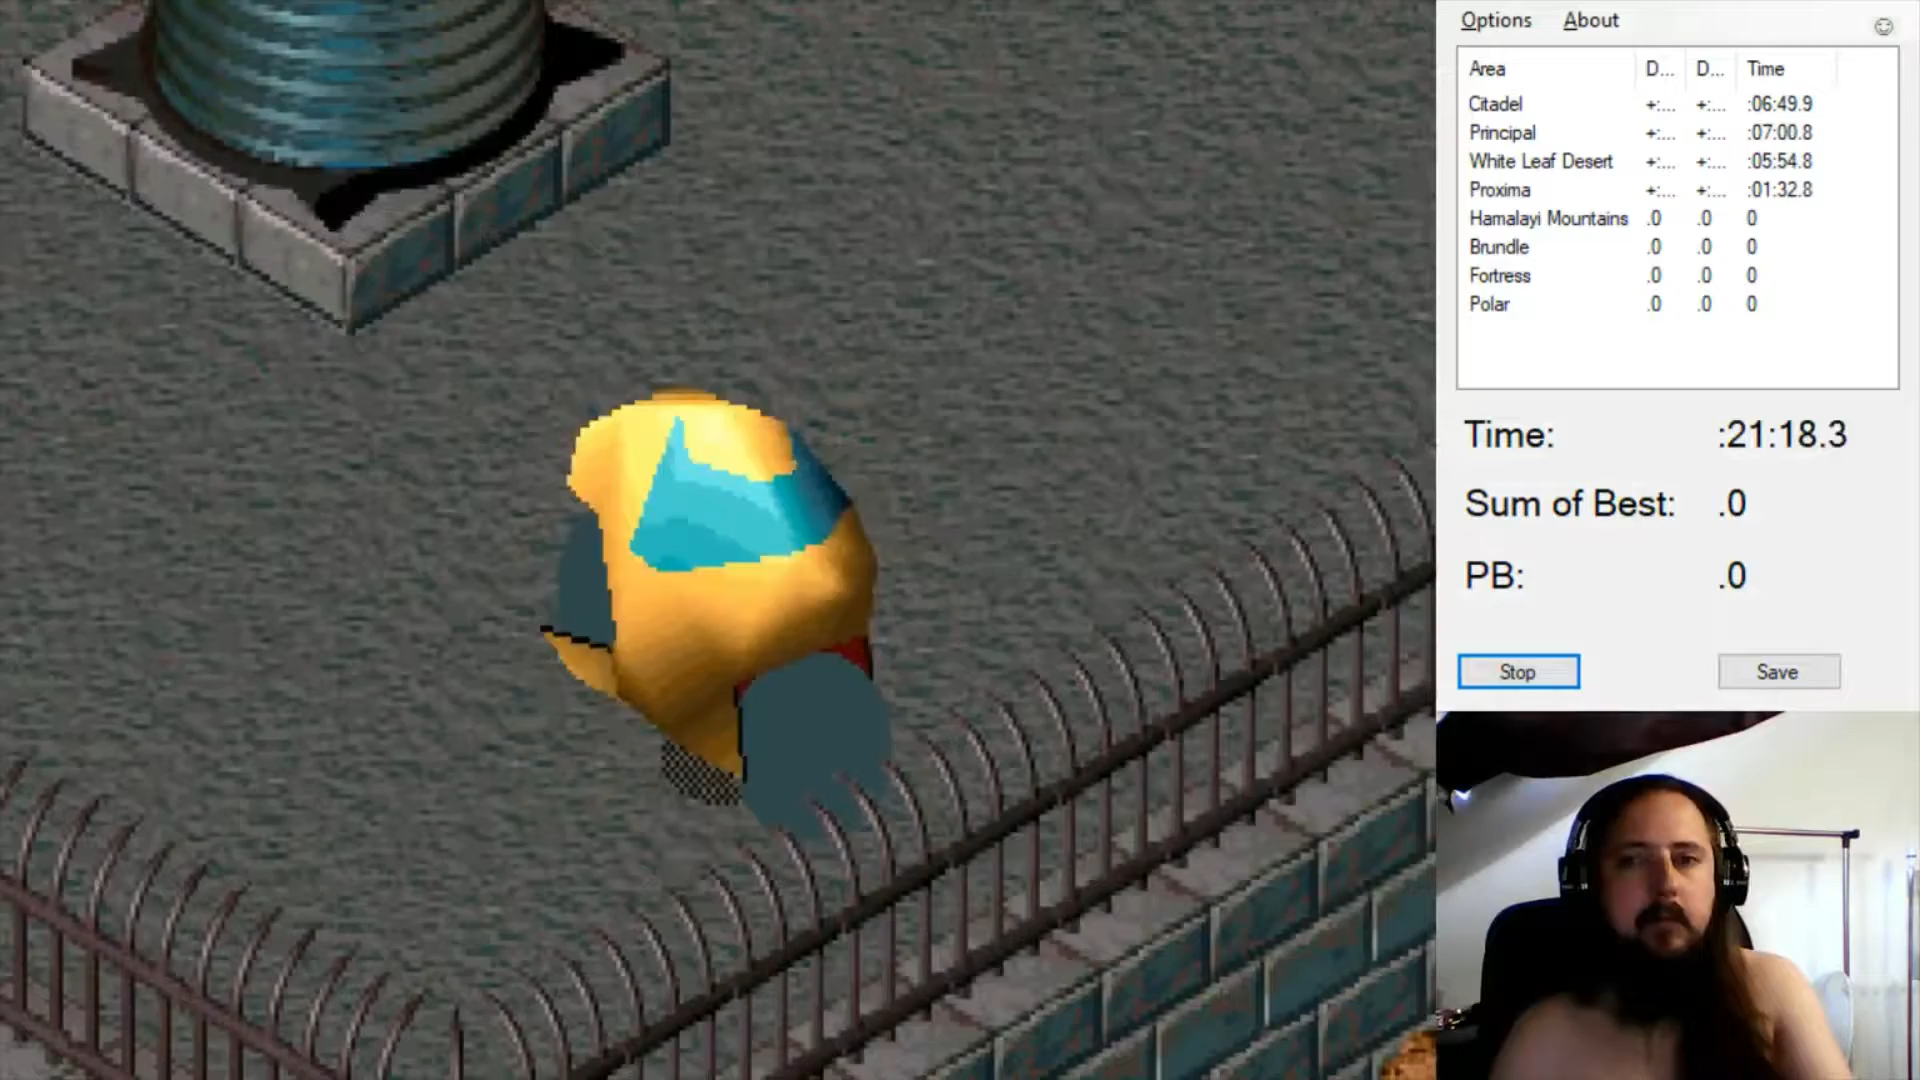 Options About
Area D... D... Time
Citadel +:... +:... :06:49.9
Principal +:... +:... :07:00.8
White Leaf Desert +:... +:... :05:54.8
Proxima +:... +:... :01:32.8
Hamalayi Mountains .0 .0 0
Brundle .0 .0 0
Fortress .0 .0 0
Polar .0 .0 0
Time: :21:18.3
Sum of Best: .0
PB: .0
Stop Save